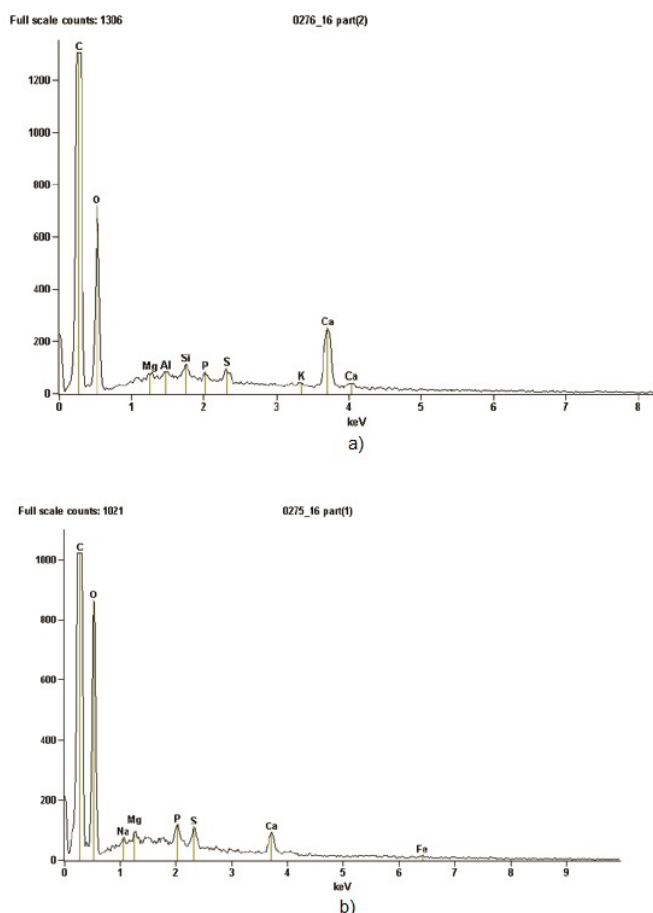 Full scale counts: 1306 0276_16 part(2)
C
1200
1000
800
O
600
400
Ca
200
Mg Al Si P S K Ca
0
0 1 2 3 4 5 6 7 8
keV
a)
Full scale counts: 1021 0275_16 part(1)
C
1000
O
800
600
400
200
Na Mg P S Ca Fe
0
0 1 2 3 4 5 6 7 8 9
keV
b)